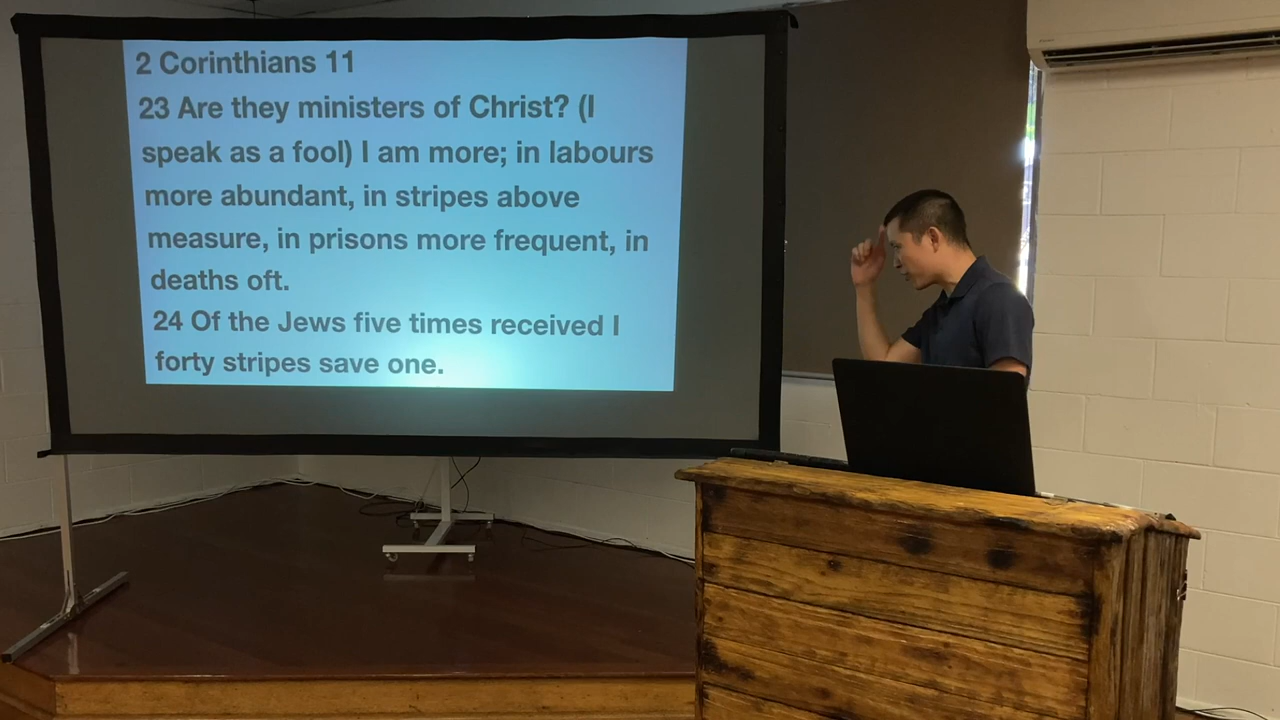 2 Corinthians 11
23 Are they ministers of Christ? (I
speak as a fool) I am more; in labours
more abundant, in stripes above
measure, in prisons more frequent, in
deaths oft.
24 Of the Jews five times received I
forty stripes save one.